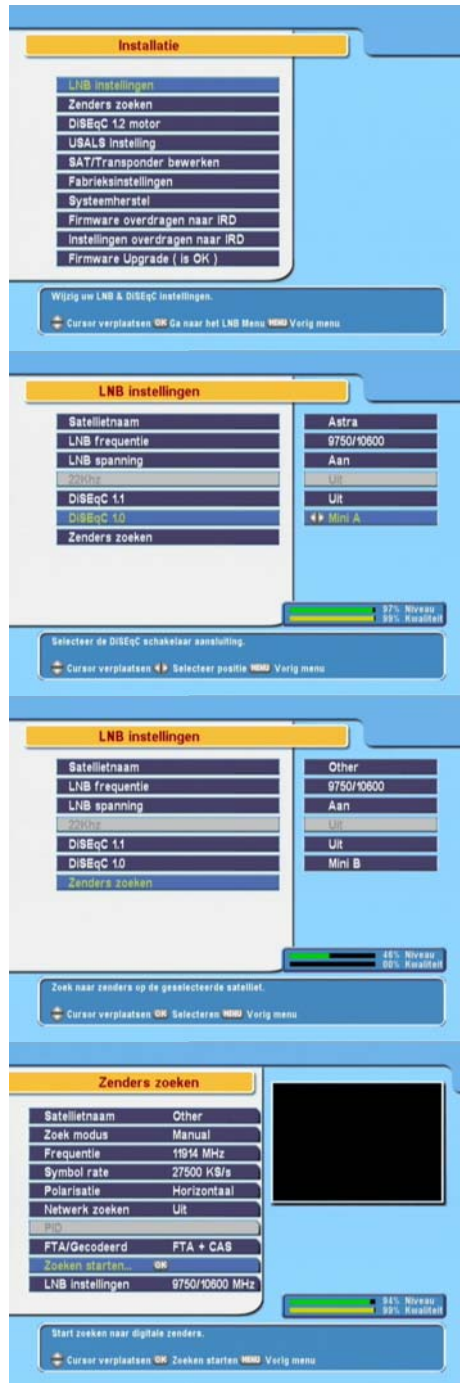 Installatie
LNB instellingen
Zenders zoeken
DiSEqC 1.2 motor
USALS Instelling
SAT/Transponder bewerken
Fabrieksinstellingen
Systeemherstel
Firmware overdragen naar IRD
Instellingen overdragen naar IRD
Firmware Upgrade ( is OK )
Wijzig uw LNB & DiSEqC instellingen.
Cursor verplaatsen OK Ga naar het LNB Menu MENU Vorig menu
LNB instellingen
Satellietnaam Astra
LNB frequentie 9750/10600
LNB spanning Aan
22Khz Uit
DiSEqC 1.1 Uit
DiSEqC 1.0 Mini A
Zenders zoeken
97% Niveau
99% Kwaliteit
Selecteer de DiSEqC schakelaar aansluiting.
Cursor verplaatsen Selecteer positie MENU Vorig menu
LNB instellingen
Satellietnaam Other
LNB frequentie 9750/10600
LNB spanning Aan
22Khz Uit
DiSEqC 1.1 Uit
DiSEqC 1.0 Mini B
Zenders zoeken
46% Niveau
00% Kwaliteit
Zoek naar zenders op de geselecteerde satelliet.
Cursor verplaatsen OK Selecteren MENU Vorig menu
Zenders zoeken
Satellietnaam Other
Zoek modus Manual
Frequentie 11914 MHz
Symbol rate 27500 KS/s
Polarisatie Horizontaal
Netwerk zoeken Uit
PID
FTA/Gecodeerd FTA + CAS
Zoeken starten... OK
LNB instellingen 9750/10600 MHz
94% Niveau
99% Kwaliteit
Start zoeken naar digitale zenders.
Cursor verplaatsen OK Zoeken starten MENU Vorig menu